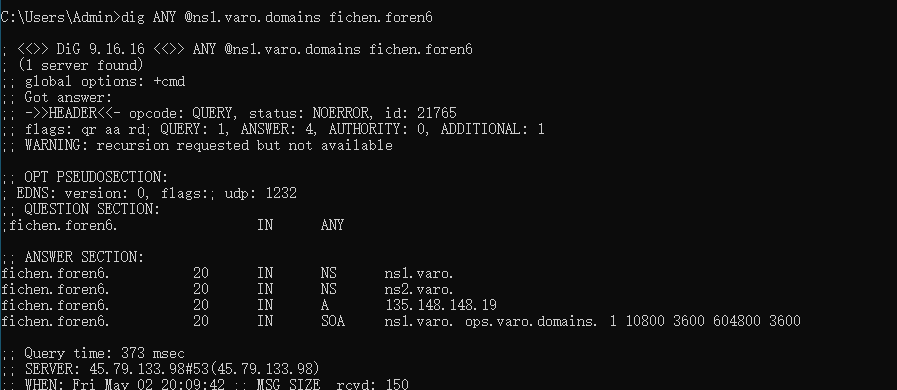 C:\Users\Admin>dig ANY @ns1.varo.domains fichen.foren6
; <<>> DiG 9.16.16 <<>> ANY @ns1.varo.domains fichen.foren6
; (1 server found)
;; global options: +cmd
;; Got answer:
;; ->>HEADER<<- opcode: QUERY, status: NOERROR, id: 21765
;; flags: qr aa rd; QUERY: 1, ANSWER: 4, AUTHORITY: 0, ADDITIONAL: 1
;; WARNING: recursion requested but not available
;; OPT PSEUDOSECTION:
; EDNS: version: 0, flags:; udp: 1232
;; QUESTION SECTION:
;fichen.foren6. IN ANY
;; ANSWER SECTION:
fichen.foren6. 20 IN NS ns1.varo.
fichen.foren6. 20 IN NS ns2.varo.
fichen.foren6. 20 IN A 135.148.148.19
fichen.foren6. 20 IN SOA ns1.varo. ops.varo.domains. 1 10800 3600 604800 3600
;; Query time: 373 msec
;; SERVER: 45.79.133.98#53(45.79.133.98)
;; WHEN: Fri May 02 20:09:42 ;; MSG SIZE rcvd: 150